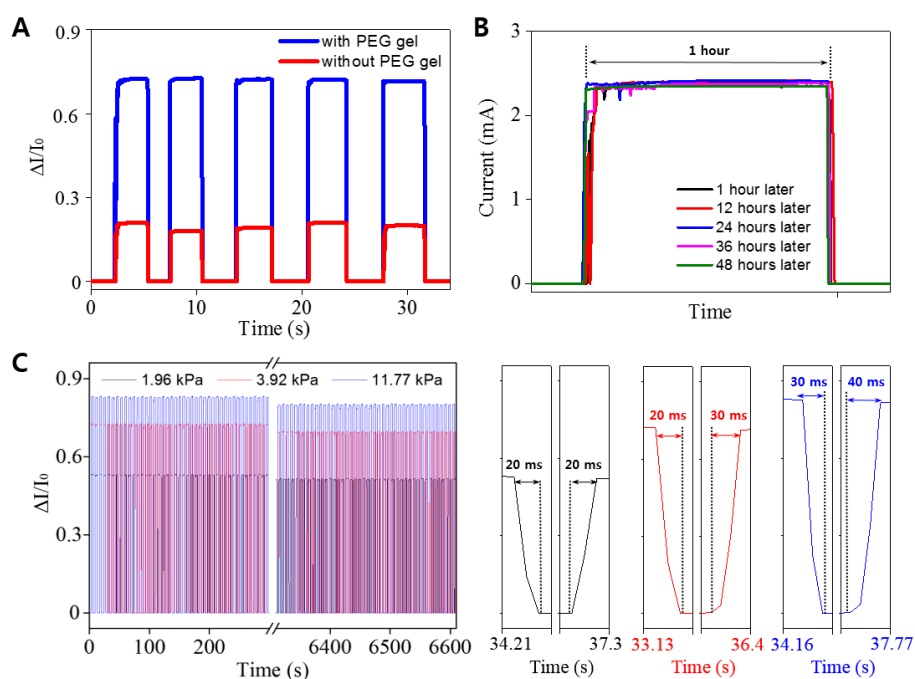 A
0.9
0.6
0.3
0
ΔI/I₀
with PEG gel
without PEG gel
0 10 20 30
Time (s)
B
3
2
1
0
Current (mA)
1 hour
1 hour later
12 hours later
24 hours later
36 hours later
48 hours later
Time
C
0.9
0.6
0.3
0
ΔI/I₀
1.96 kPa 3.92 kPa 11.77 kPa
0 100 200 6400 6500 6600
Time (s)
20 ms 20 ms
34.21 37.3
Time (s)
20 ms 30 ms
33.13 36.4
Time (s)
30 ms 40 ms
34.16 37.77
Time (s)